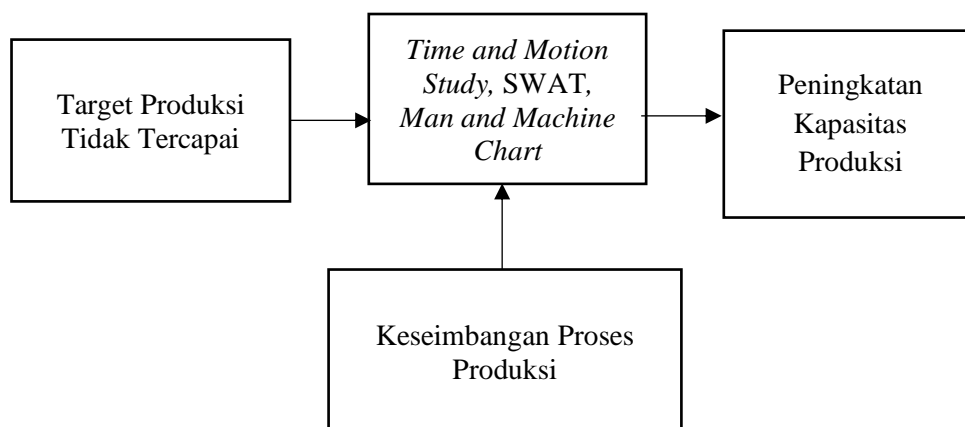 Target Produksi
Tidak Tercapai
Time and Motion
Study, SWAT,
Man and Machine
Chart
Peningkatan
Kapasitas
Produksi
Keseimbangan Proses
Produksi